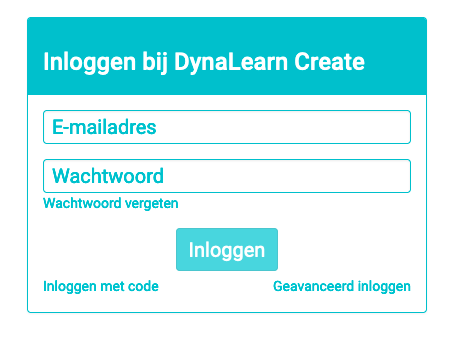 Inloggen bij DynaLearn Create
E-mailadres
Wachtwoord
Wachtwoord vergeten
Inloggen
Inloggen met code Geavanceerd inloggen